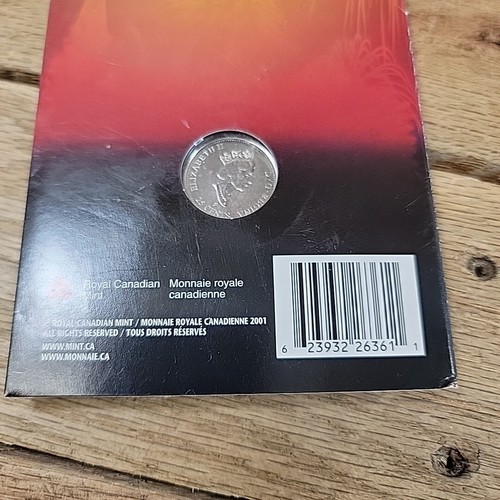 ELIZABETH II
Royal Canadian Mint
Monnaie royale canadienne
© ROYAL CANADIAN MINT / MONNAIE ROYALE CANADIENNE 2001
ALL RIGHTS RESERVED / TOUS DROITS RÉSERVÉS
WWW.MINT.CA
WWW.MONNAIE.CA
6 23932 26361 1